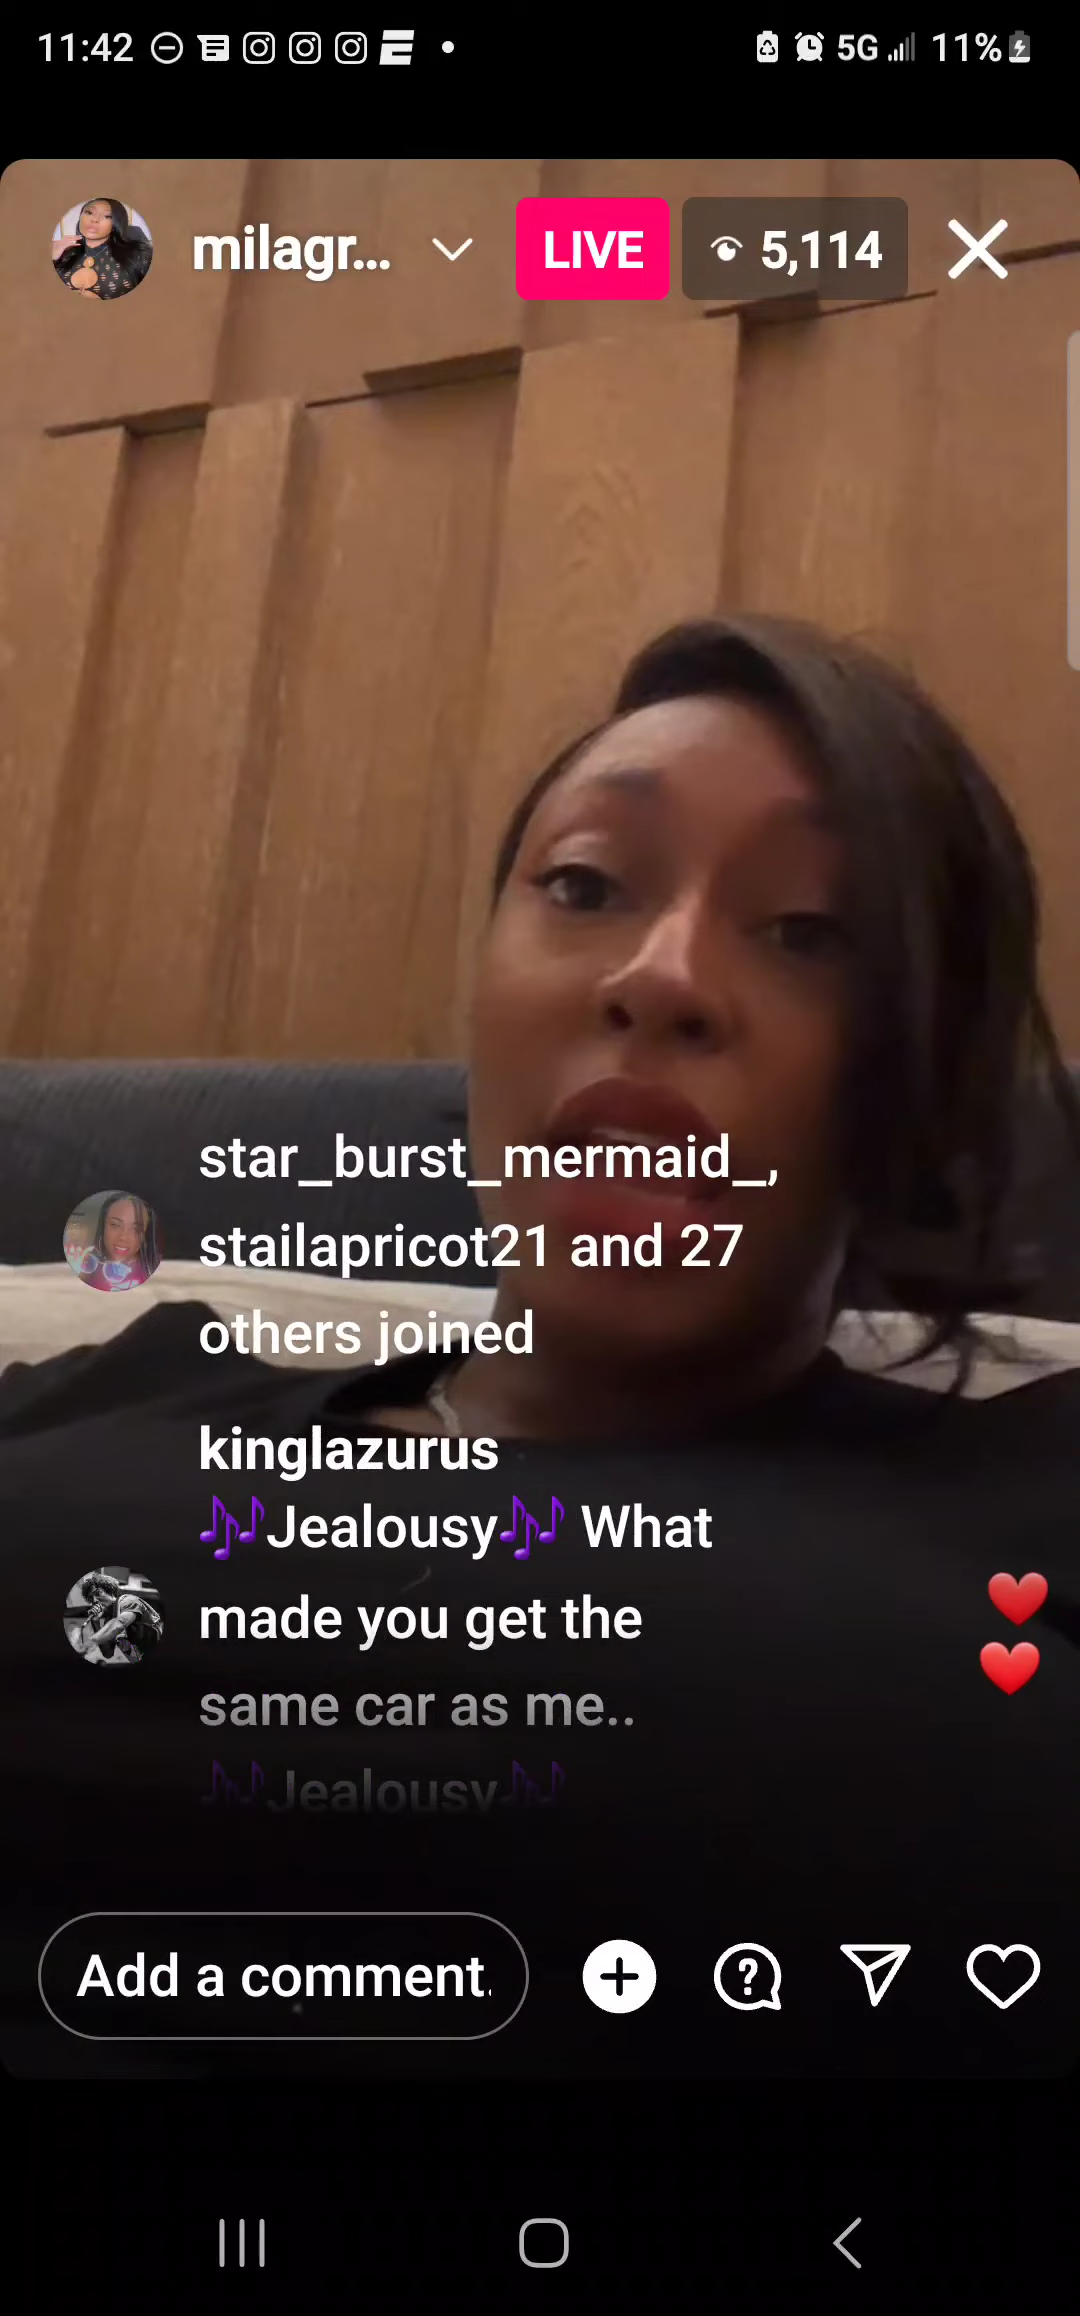 11:42 5G 11%
milagr... LIVE 5,114
star_burst_mermaid_,
stailapricot21 and 27
others joined
kinglazurus
🎶Jealousy🎶 What
made you get the
same car as me..
🎶Jealousy🎶
Add a comment.